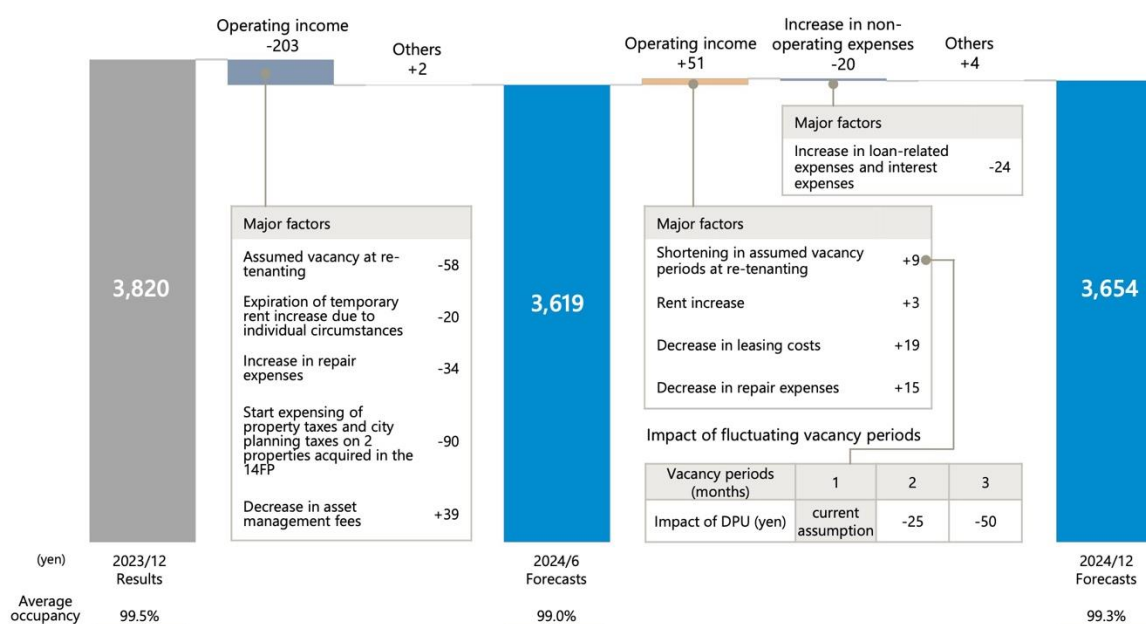 Operating income
-203
Others
+2
Operating income
+51
Increase in non-
operating expenses
-20
Others
+4
Major factors
Increase in loan-related
expenses and interest
expenses
-24
Major factors
Assumed vacancy at re-
tenanting
-58
Expiration of temporary
rent increase due to
individual circumstances
-20
Increase in repair
expenses
-34
Start expensing of
property taxes and city
planning taxes on 2
properties acquired in the
14FP
-90
Decrease in asset
management fees
+39
Major factors
Shortening in assumed vacancy
periods at re-tenanting
+9
Rent increase
+3
Decrease in leasing costs
+19
Decrease in repair expenses
+15
3,820
3,619
3,654
Impact of fluctuating vacancy periods
Vacancy periods
(months)
1
2
3
Impact of DPU (yen)
current
assumption
-25
-50
(yen)
2023/12
Results
2024/6
Forecasts
2024/12
Forecasts
Average
occupancy
99.5%
99.0%
99.3%